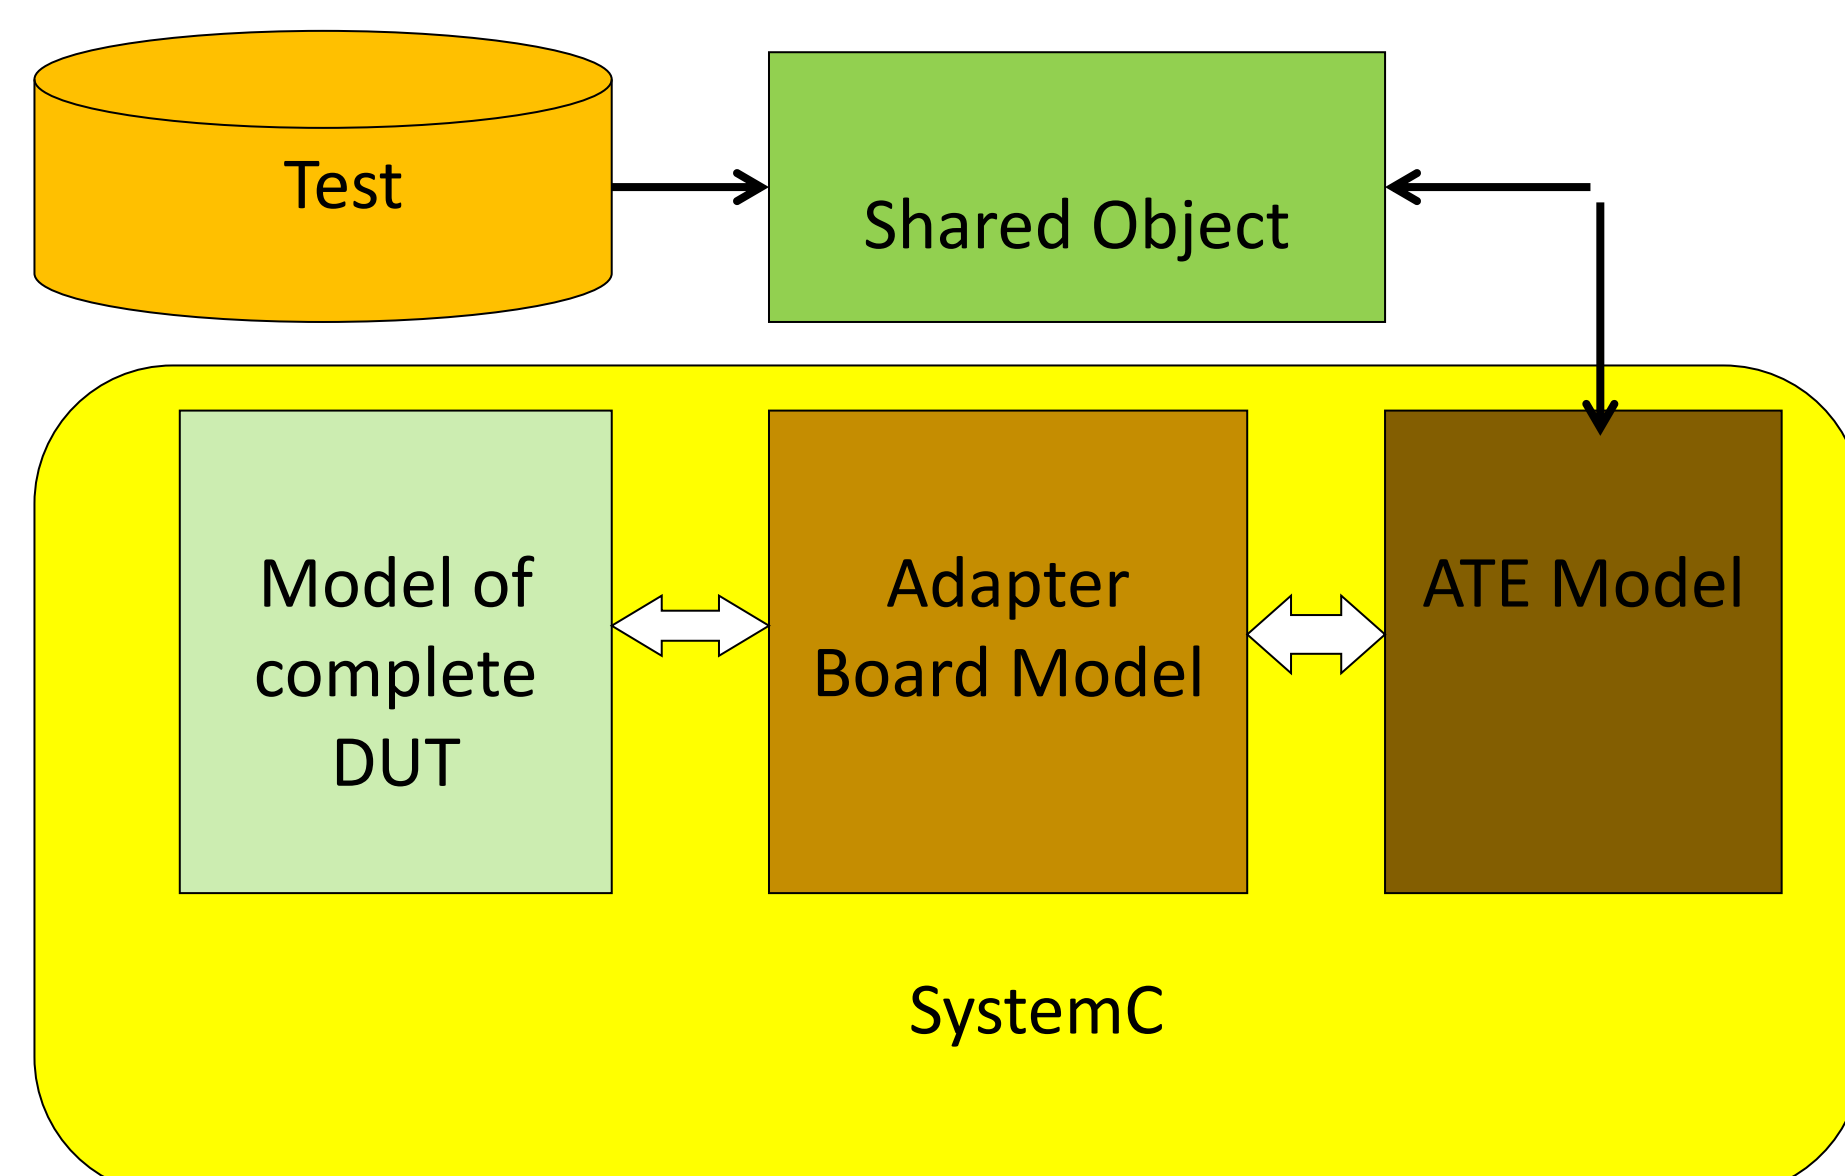 Test
Shared Object
Model of
complete
DUT
Adapter
Board Model
ATE Model
SystemC